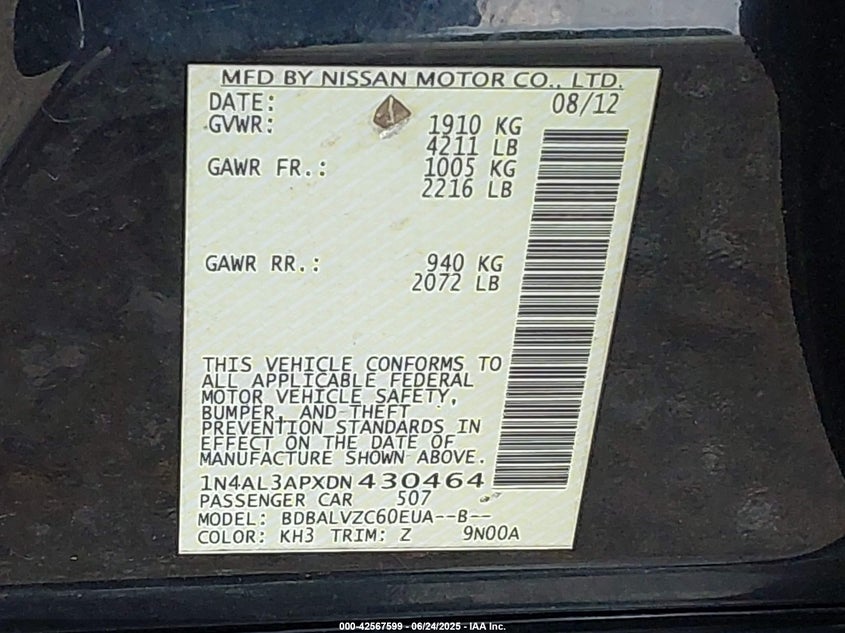 MFD BY NISSAN MOTOR CO., LTD.
DATE: 08/12
GVWR: 1910 KG
4211 LB
GAWR FR.: 1005 KG
2216 LB
GAWR RR.: 940 KG
2072 LB
THIS VEHICLE CONFORMS TO
ALL APPLICABLE FEDERAL
MOTOR VEHICLE SAFETY,
BUMPER, AND THEFT
PREVENTION STANDARDS IN
EFFECT ON THE DATE OF
MANUFACTURE SHOWN ABOVE.
1N4AL3APXDN430464
PASSENGER CAR 507
MODEL: BDBALVZC60EUA--B--
COLOR: KH3 TRIM: Z 9N00A
000-42567599 - 06/24/2025 - IAA Inc.